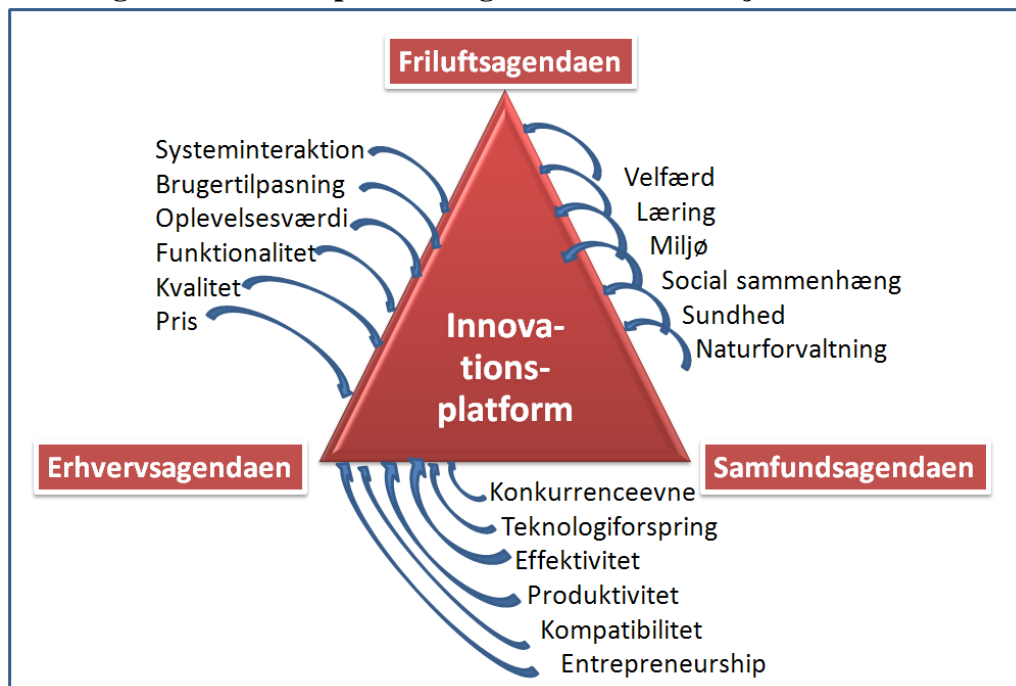 Friluftsagendaen
Systeminteraktion
Brugertilpasning
Oplevelsesværdi
Funktionalitet
Kvalitet
Pris
Velfærd
Læring
Miljø
Social sammenhæng
Sundhed
Naturforvaltning
Innova-
tions-
platform
Erhvervsagendaen
Samfundsagendaen
Konkurrenceevne
Teknologiforspring
Effektivitet
Produktivitet
Kompatibilitet
Entrepreneurship